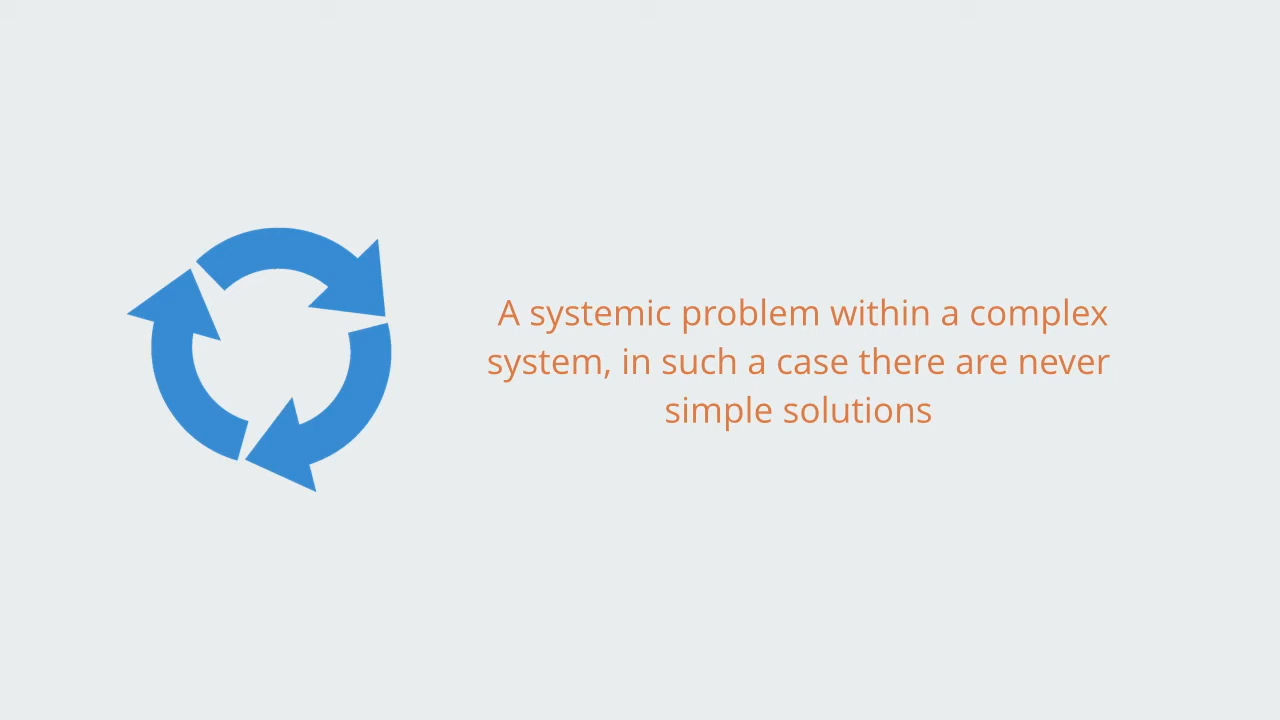 A systemic problem within a complex
system, in such a case there are never
simple solutions